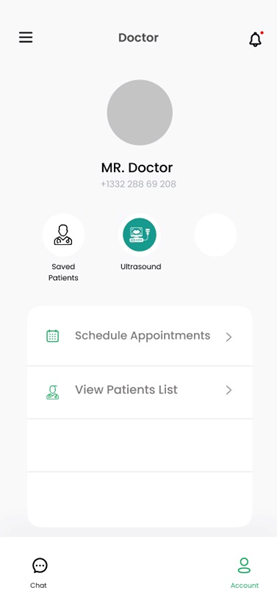 Doctor
MR. Doctor
+1332 288 69 208
Saved
Patients
Ultrasound
Schedule Appointments
View Patients List
Chat
Account